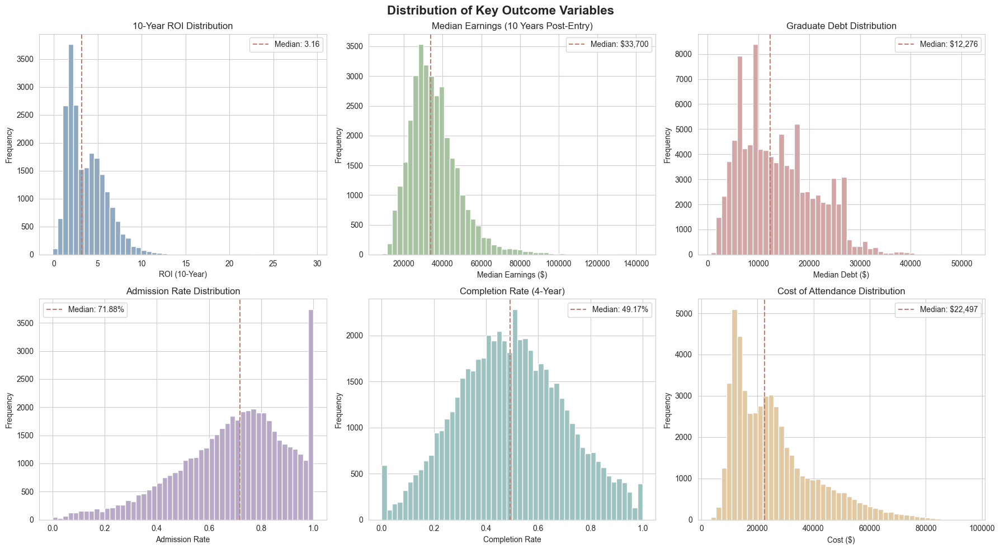 Distribution of Key Outcome Variables
10-Year ROI Distribution
Median: 3.16
Frequency
3500
3000
2500
2000
1500
1000
500
0
0 5 10 15 20 25 30
ROI (10-Year)
Median Earnings (10 Years Post-Entry)
Median: $33,700
Frequency
3500
3000
2500
2000
1500
1000
500
0
20000 40000 60000 80000 100000 120000 140000
Median Earnings ($)
Graduate Debt Distribution
Median: $12,276
Frequency
8000
7000
6000
5000
4000
3000
2000
1000
0
0 10000 20000 30000 40000 50000
Median Debt ($)
Admission Rate Distribution
Median: 71.88%
Frequency
3500
3000
2500
2000
1500
1000
500
0
0.0 0.2 0.4 0.6 0.8 1.0
Admission Rate
Completion Rate (4-Year)
Median: 49.17%
Frequency
2000
1500
1000
500
0
0.0 0.2 0.4 0.6 0.8 1.0
Completion Rate
Cost of Attendance Distribution
Median: $22,497
Frequency
5000
4000
3000
2000
1000
0
0 20000 40000 60000 80000 100000
Cost ($)